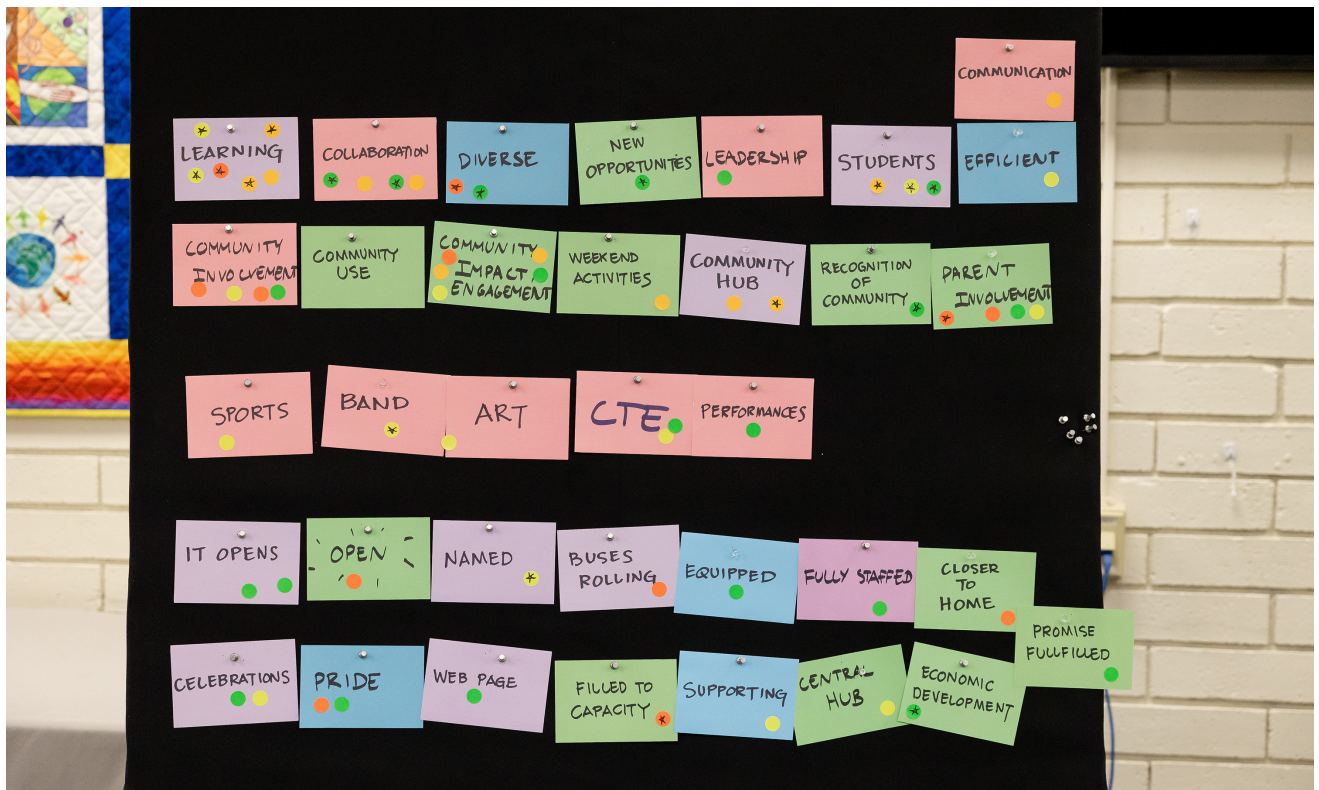 COMMUNICATION
LEARNING
COLLABORATION
DIVERSE
NEW
OPPORTUNITIES
LEADERSHIP
STUDENTS
EFFICIENT
COMMUNITY
INVOLVEMENT
COMMUNITY
USE
COMMUNITY
IMPACT/
ENGAGEMENT
WEEKEND
ACTIVITIES
COMMUNITY
HUB
RECOGNITION
OF
COMMUNITY
PARENT
INVOLVEMENT
SPORTS
BAND
ART
CTE
PERFORMANCES
IT OPENS
OPEN
NAMED
BUSES
ROLLING
EQUIPPED
FULLY STAFFED
CLOSER
TO
HOME
PROMISE
FULLFILLED
CELEBRATIONS
PRIDE
WEB PAGE
FILLED TO
CAPACITY
SUPPORTING
CENTRAL
HUB
ECONOMIC
DEVELOPMENT